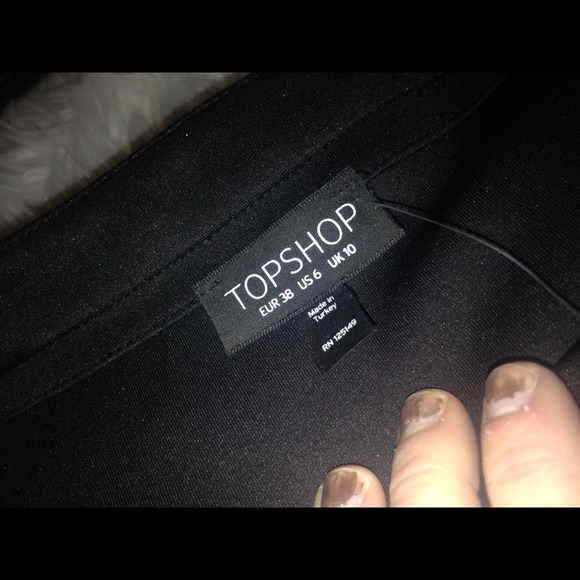 TOPSHOP
EUR 38 US 6 UK 10
Made in
Turkey
RN 125149